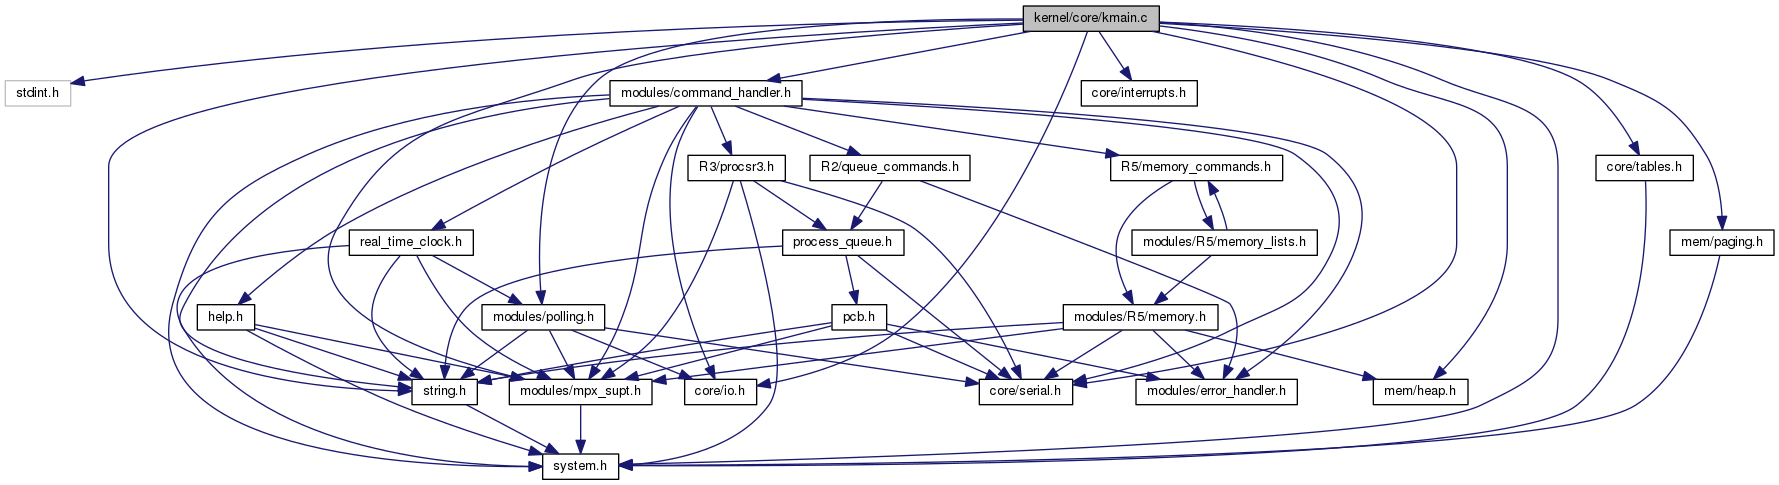 kernel/core/kmain.c
stdint.h
modules/command_handler.h
core/interrupts.h
R3/procsr3.h
R2/queue_commands.h
R5/memory_commands.h
core/tables.h
real_time_clock.h
process_queue.h
modules/R5/memory_lists.h
mem/paging.h
help.h
modules/polling.h
pcb.h
modules/R5/memory.h
string.h
modules/mpx_supt.h
core/io.h
core/serial.h
modules/error_handler.h
mem/heap.h
system.h